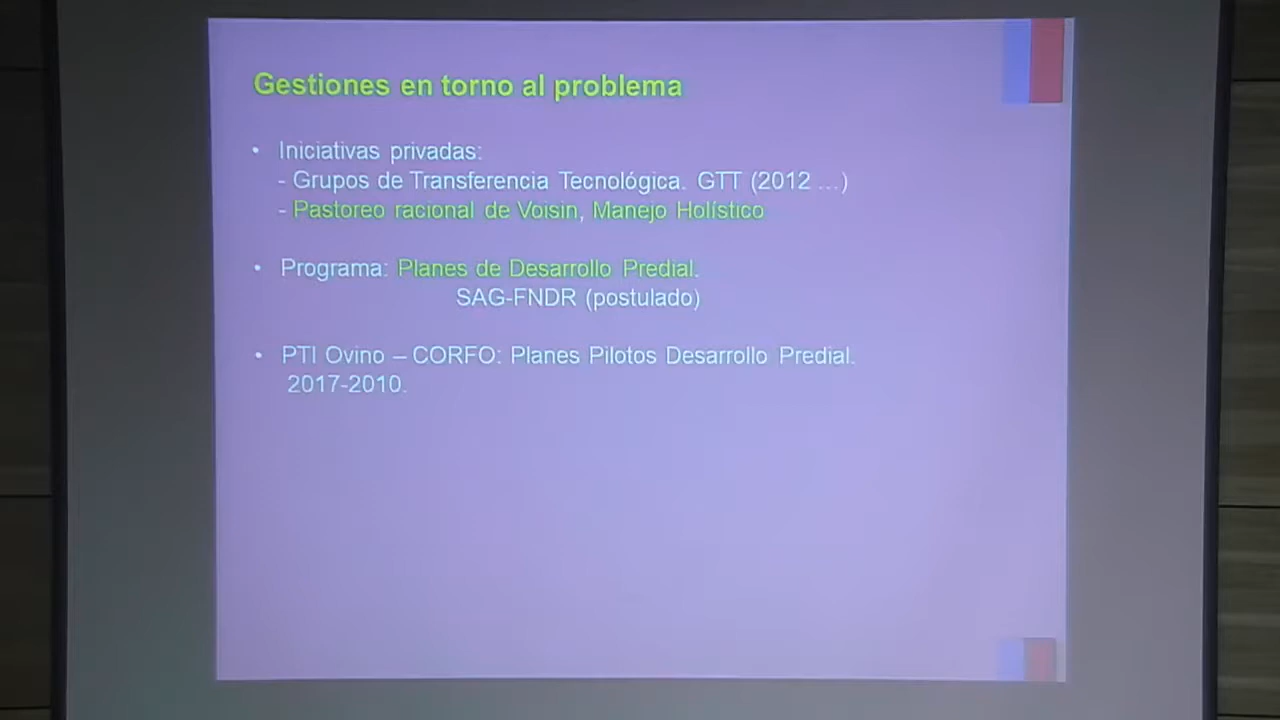 Gestiones en torno al problema
• Iniciativas privadas:
- Grupos de Transferencia Tecnológica. GTT (2012 ...)
- Pastoreo racional de Voisin, Manejo Holístico
• Programa: Planes de Desarrollo Predial.
SAG-FNDR (postulado)
• PTI Ovino – CORFO: Planes Pilotos Desarrollo Predial.
2017-2010.